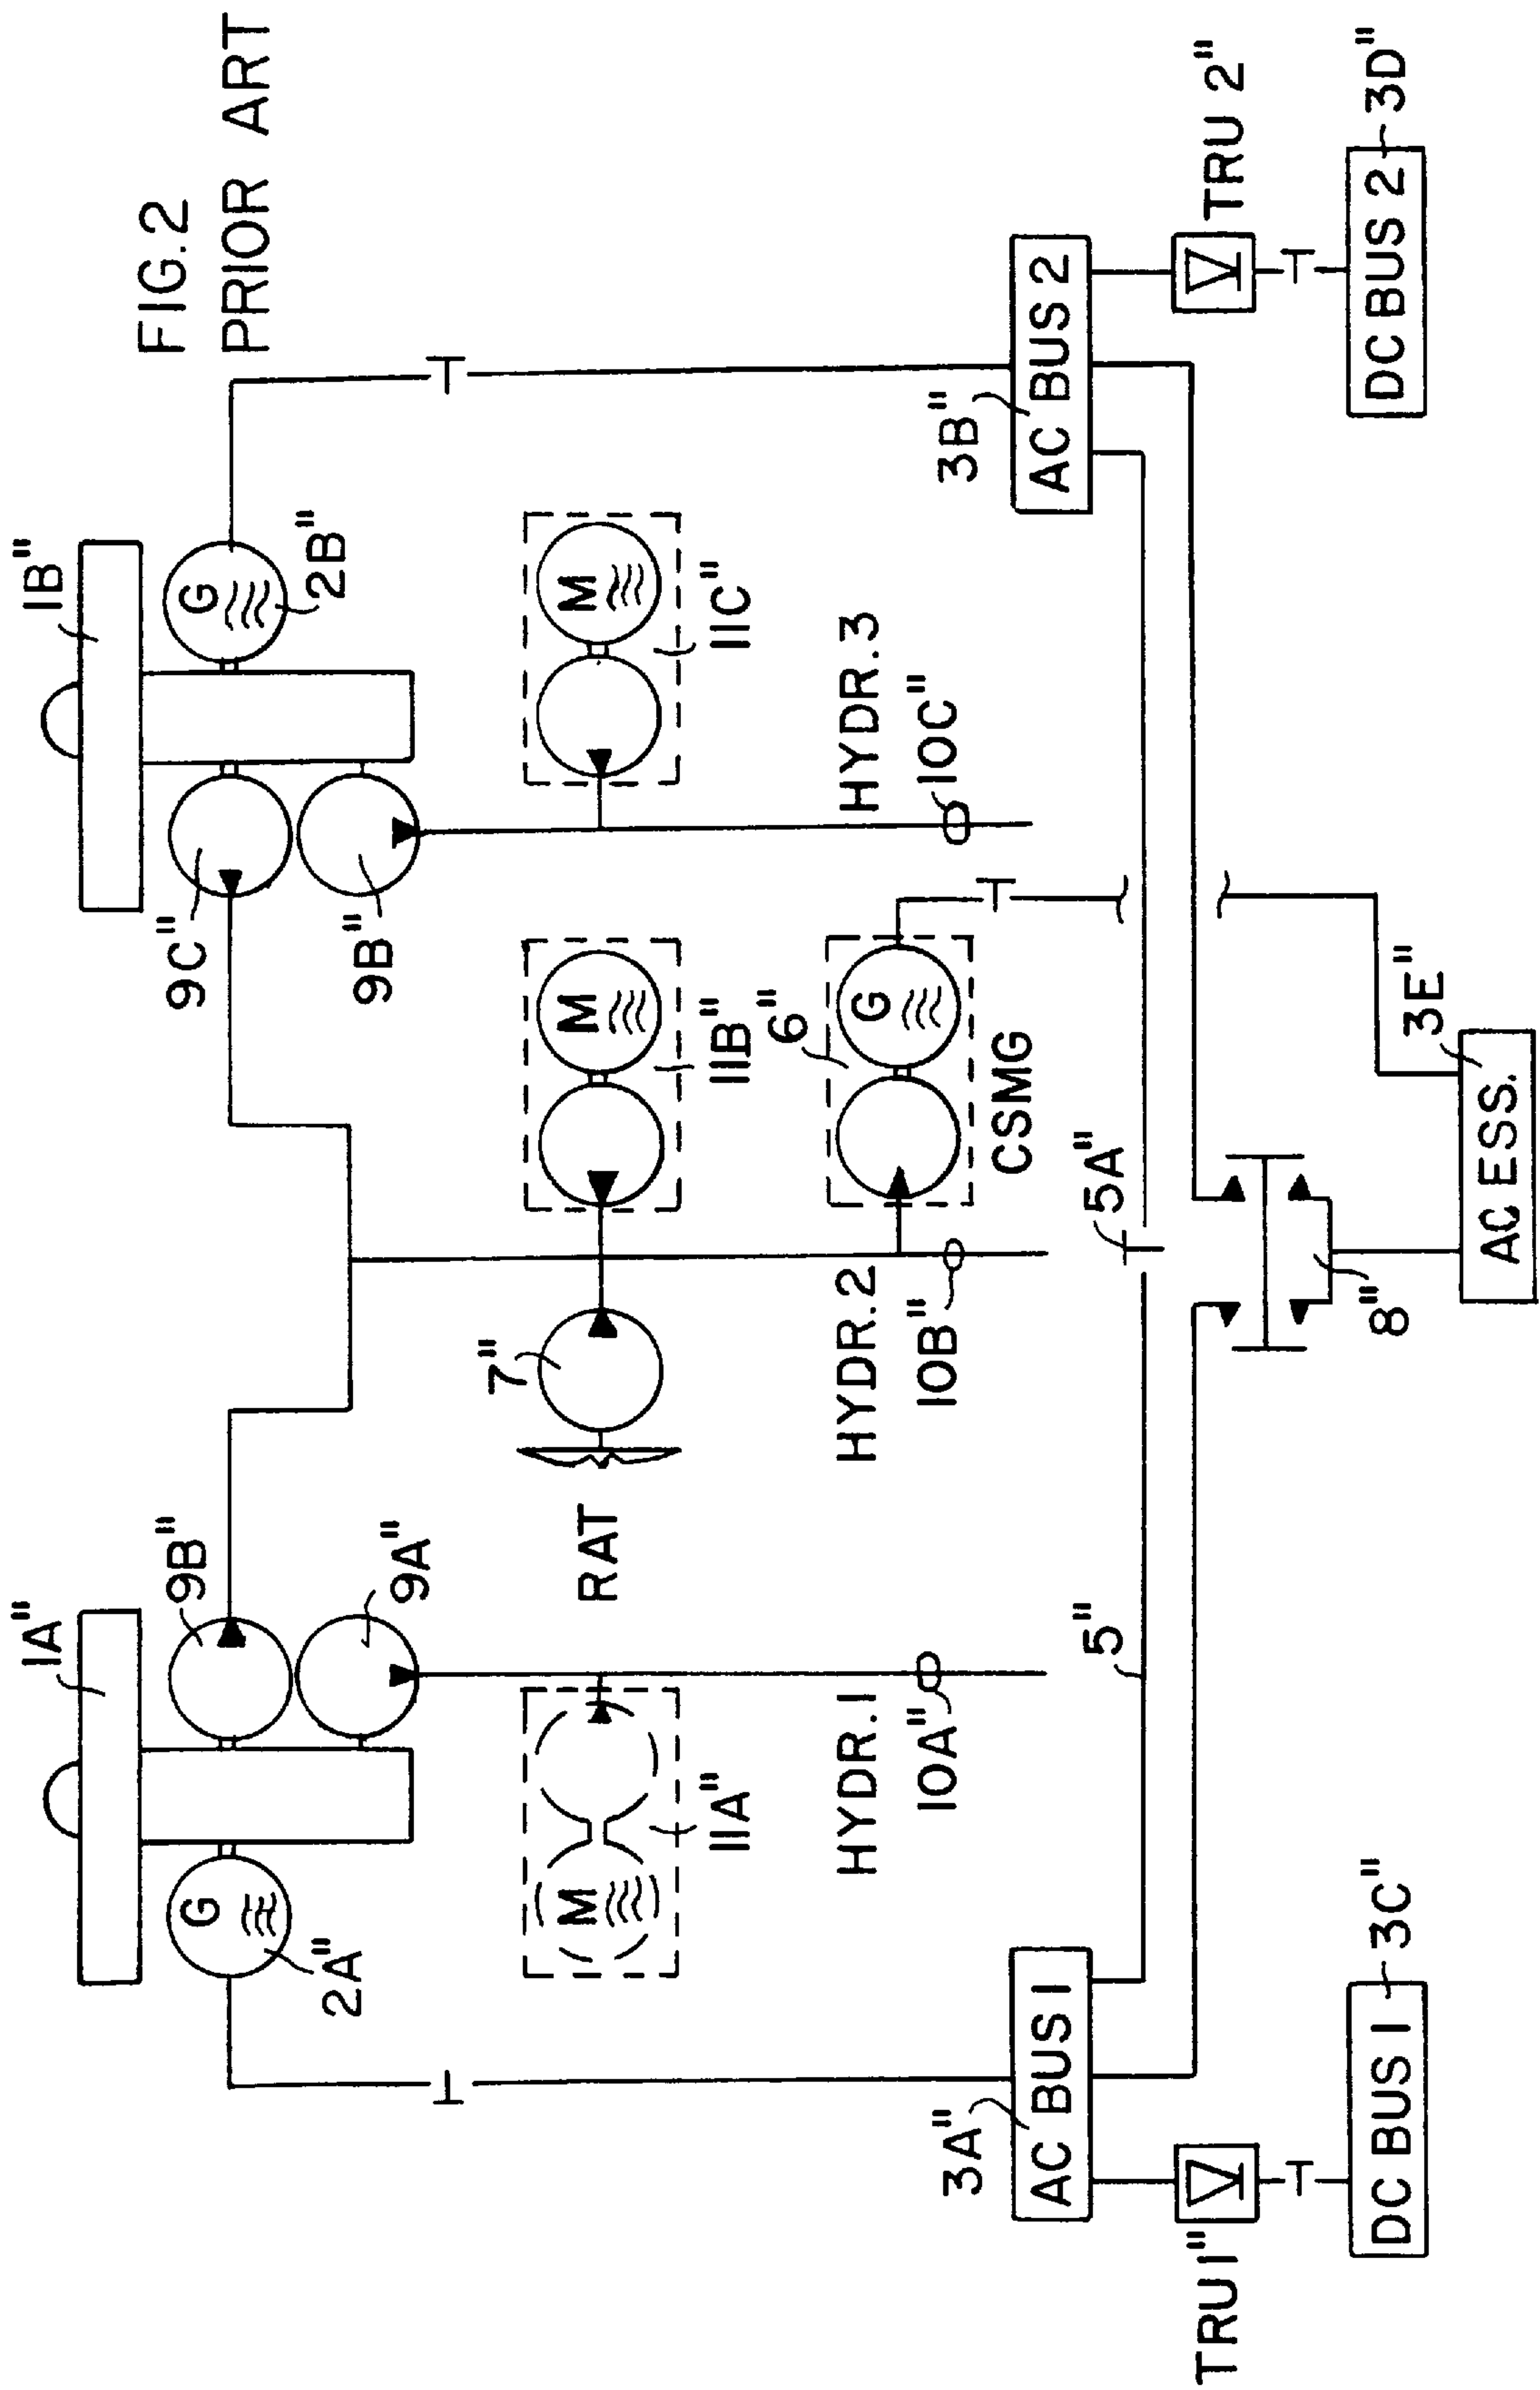 FIG.2
PRIOR ART
1A"
1B"
G
2A"
9B"
9A"
9C"
9B"
G
2B"
M
11A"
RAT
7"
M
11B"
M
11C"
HYDR.1
10A"
HYDR.2
10B"
G
6"
CSMG
HYDR.3
10C"
3A"
AC BUS 1
5"
5A"
3B"
AC BUS 2
TRU 1"
TRU 2"
8"
3E"
AC ESS.
DC BUS 1
3C"
DC BUS 2
3D"